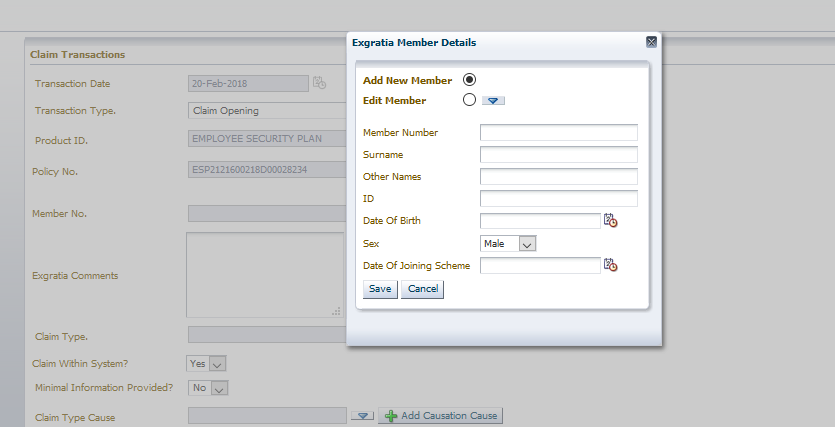 Claim Transactions
Transaction Date 20-Feb-2018
Transaction Type. Claim Opening
Product ID. EMPLOYEE SECURITY PLAN
Policy No. ESP2121600218D00028234
Member No.
Exgratia Comments
Claim Type.
Claim Within System? Yes
Minimal Information Provided? No
Claim Type Cause Add Causation Cause
Exgratia Member Details
Add New Member
Edit Member
Member Number
Surname
Other Names
ID
Date Of Birth
Sex Male
Date Of Joining Scheme
Save Cancel